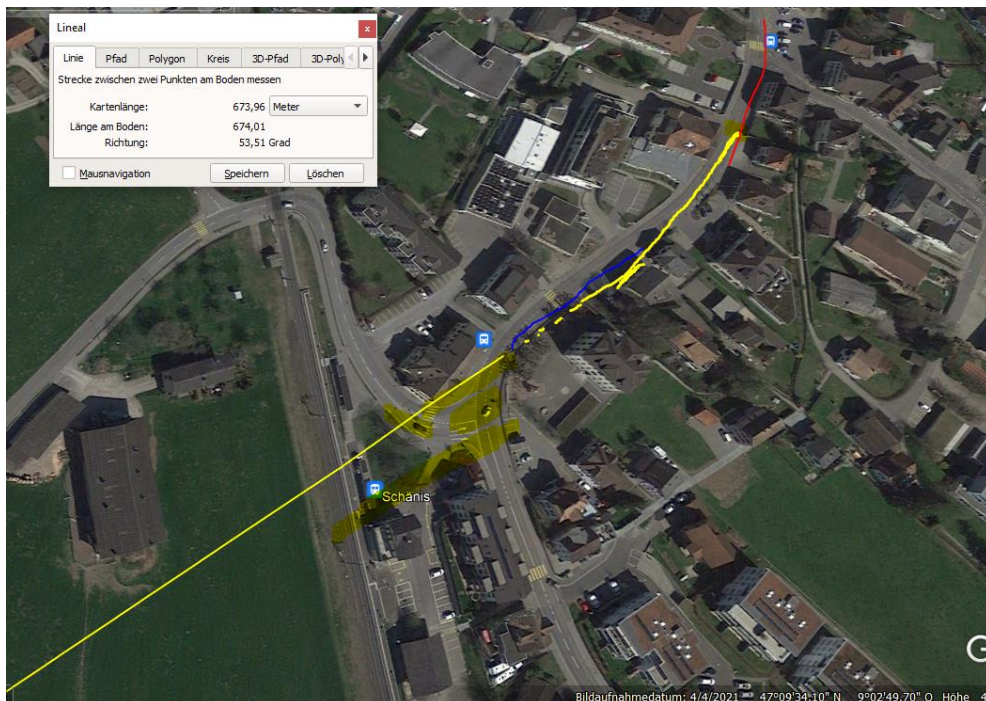 Lineal
Linie Pfad Polygon Kreis 3D-Pfad 3D-Poly
Strecke zwischen zwei Punkten am Boden messen
Kartenlänge: 673,96 Meter
Länge am Boden: 674,01
Richtung: 53,51 Grad
Mausnavigation Speichern Löschen
Schänis
G
Bildaufnahmedatum: 4/4/2021 47°09'34.10" N 9°02'49.70" O Höhe 4